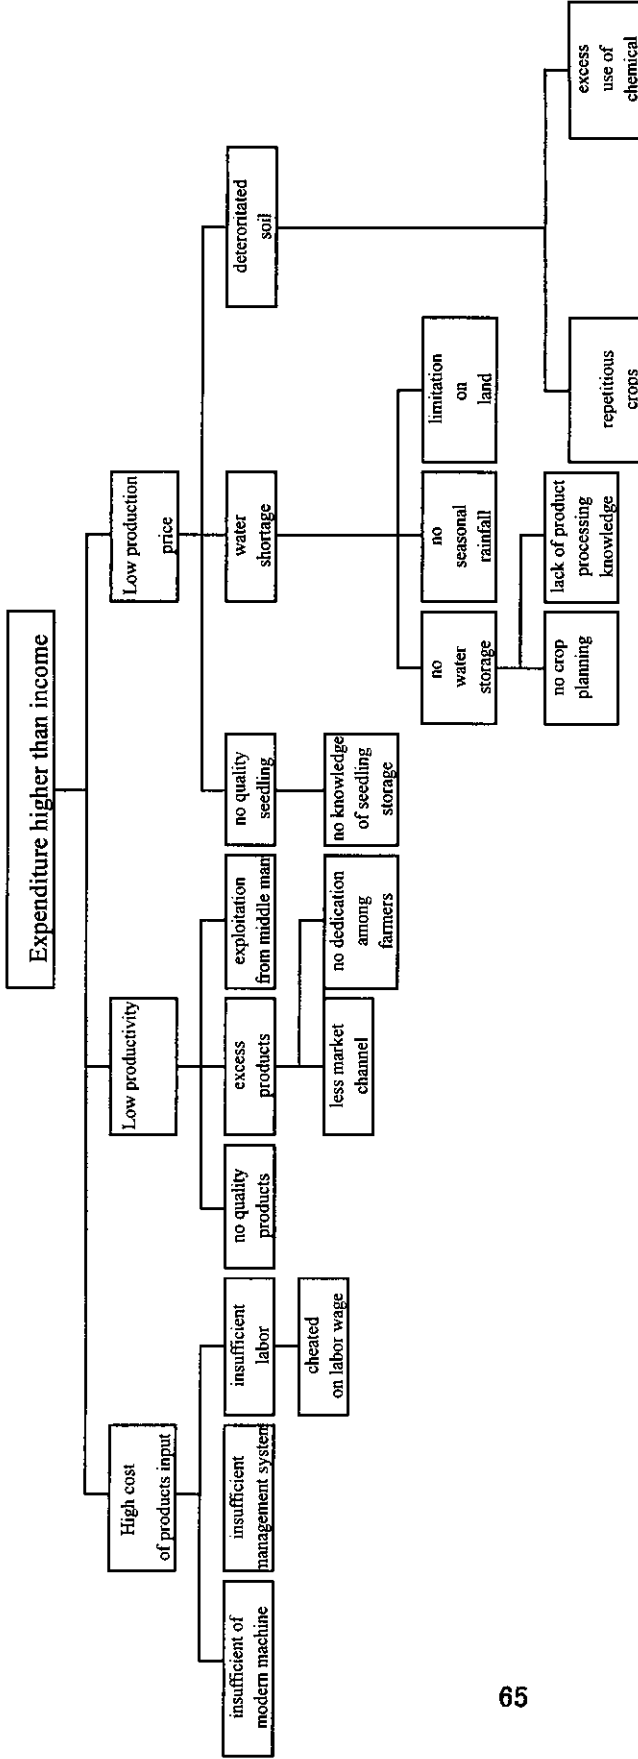 Expenditure higher than income
High cost
of products input
Low productivity
Low production
price
insufficient of
modern machine
insufficient
management system
insufficient
labor
no quality
products
excess
products
exploitation
from middle man
no quality
seedling
water
shortage
deteroritated
soil
cheated
on labor wage
less market
channel
no dedication
among
farmers
no knowledge
of seedling
storage
no
water
storage
no
seasonal
rainfall
limitation
on
land
no crop
planning
lack of product
processing
knowledge
repetitious
crops
excess
use of
chemical
65